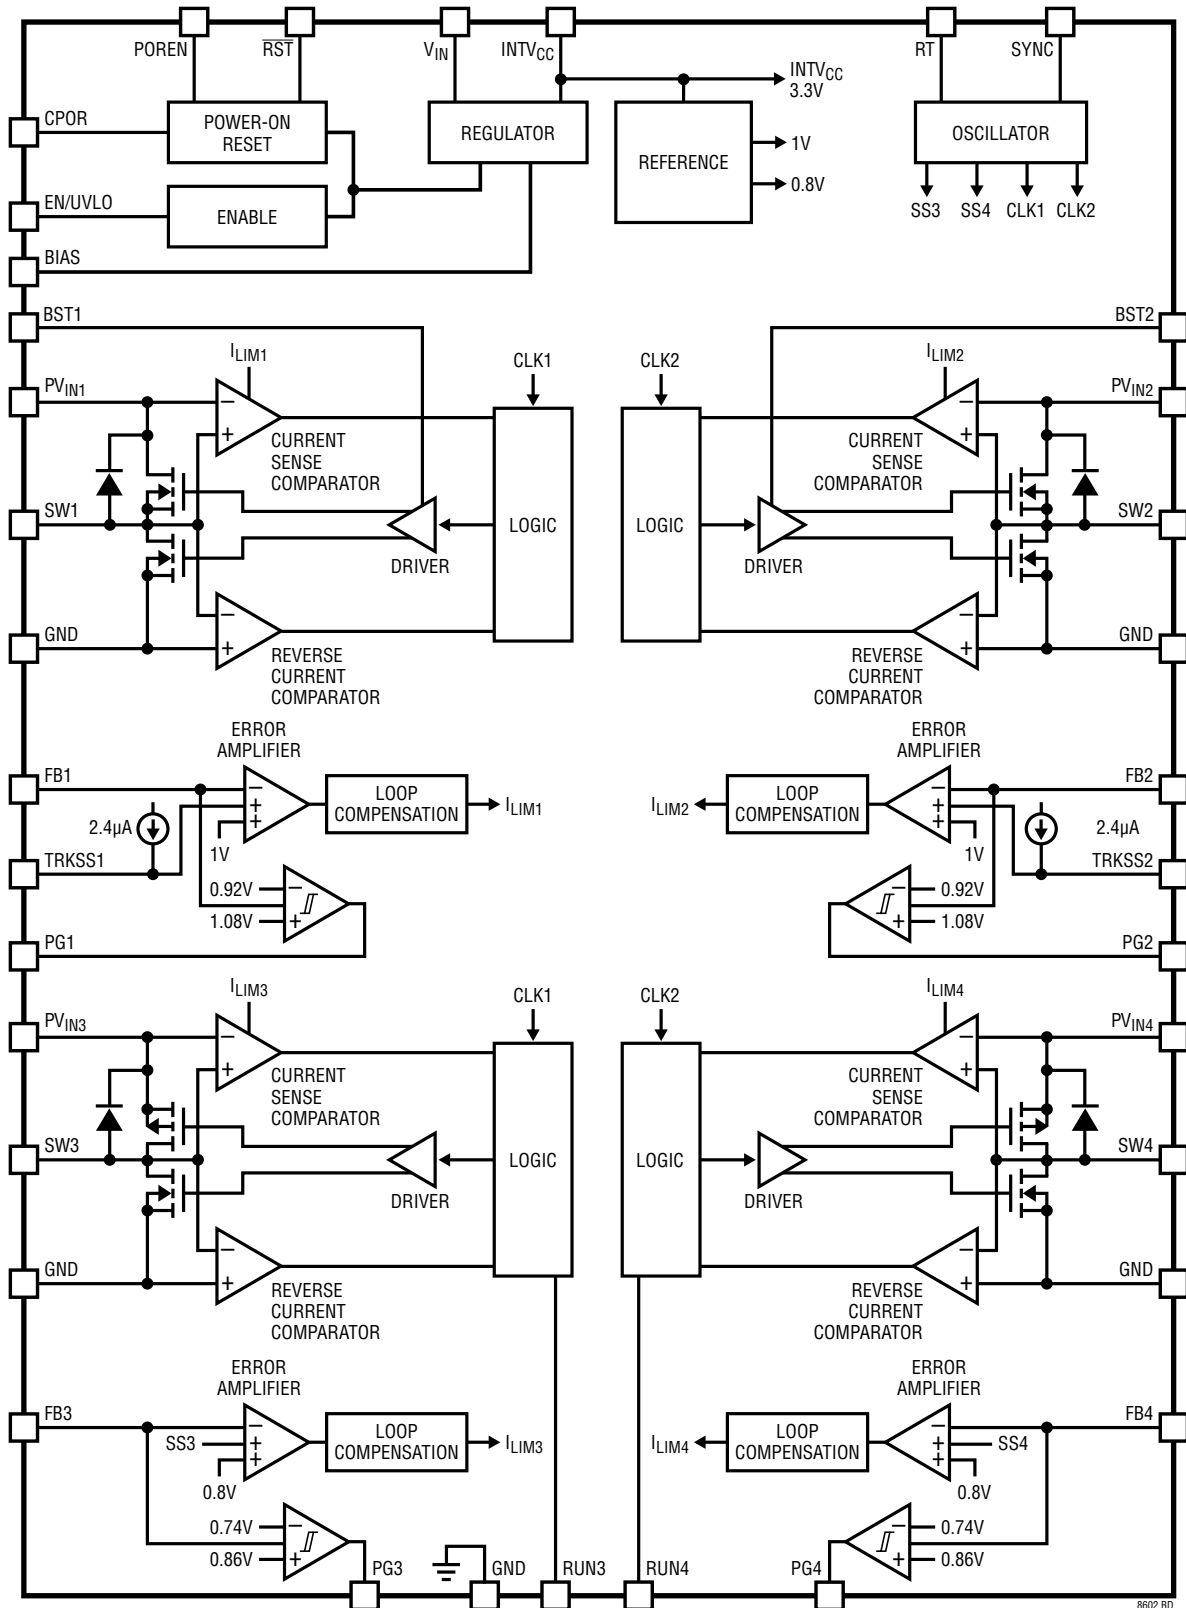 POREN
RST
VIN
INTVCC
RT
SYNC
INTVCC
3.3V
CPOR
POWER-ON
RESET
REGULATOR
REFERENCE
1V
0.8V
OSCILLATOR
SS3
SS4
CLK1
CLK2
EN/UVLO
ENABLE
BIAS
BST1
BST2
ILIM1
CLK1
CLK2
ILIM2
PVIN1
PVIN2
−
+
CURRENT
SENSE
COMPARATOR
−
+
CURRENT
SENSE
COMPARATOR
SW1
LOGIC
LOGIC
SW2
DRIVER
DRIVER
GND
−
+
REVERSE
CURRENT
COMPARATOR
−
+
REVERSE
CURRENT
COMPARATOR
GND
ERROR
AMPLIFIER
ERROR
AMPLIFIER
FB1
−
+
+
LOOP
COMPENSATION
ILIM1
ILIM2
LOOP
COMPENSATION
−
+
+
FB2
2.4µA
1V
1V
2.4µA
TRKSS1
TRKSS2
0.92V
−
−
0.92V
1.08V
+
+
1.08V
PG1
PG2
ILIM3
CLK1
CLK2
ILIM4
PVIN3
PVIN4
−
+
CURRENT
SENSE
COMPARATOR
−
+
CURRENT
SENSE
COMPARATOR
SW3
LOGIC
LOGIC
SW4
DRIVER
DRIVER
GND
−
+
REVERSE
CURRENT
COMPARATOR
−
+
REVERSE
CURRENT
COMPARATOR
GND
ERROR
AMPLIFIER
ERROR
AMPLIFIER
FB3
−
+
+
SS3
LOOP
COMPENSATION
ILIM3
ILIM4
LOOP
COMPENSATION
−
+
+
SS4
FB4
0.8V
0.8V
0.74V
−
−
0.74V
0.86V
+
+
0.86V
PG3
GND
RUN3
RUN4
PG4
8602 BD